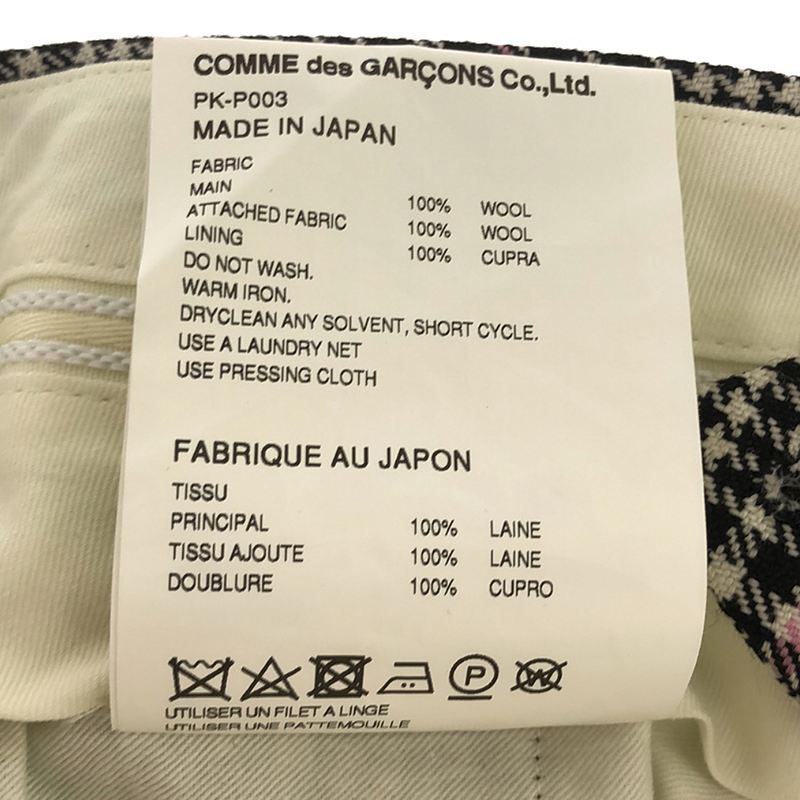 COMME des GARÇONS Co.,Ltd.
PK-P003
MADE IN JAPAN
FABRIC
MAIN 100% WOOL
ATTACHED FABRIC 100% WOOL
LINING 100% CUPRA
DO NOT WASH.
WARM IRON.
DRYCLEAN ANY SOLVENT, SHORT CYCLE.
USE A LAUNDRY NET
USE PRESSING CLOTH
FABRIQUE AU JAPON
TISSU
PRINCIPAL 100% LAINE
TISSU AJOUTE 100% LAINE
DOUBLURE 100% CUPRO
P W
UTILISER UN FILET A LINGE
UTILISER UNE PATTEMOUILLE